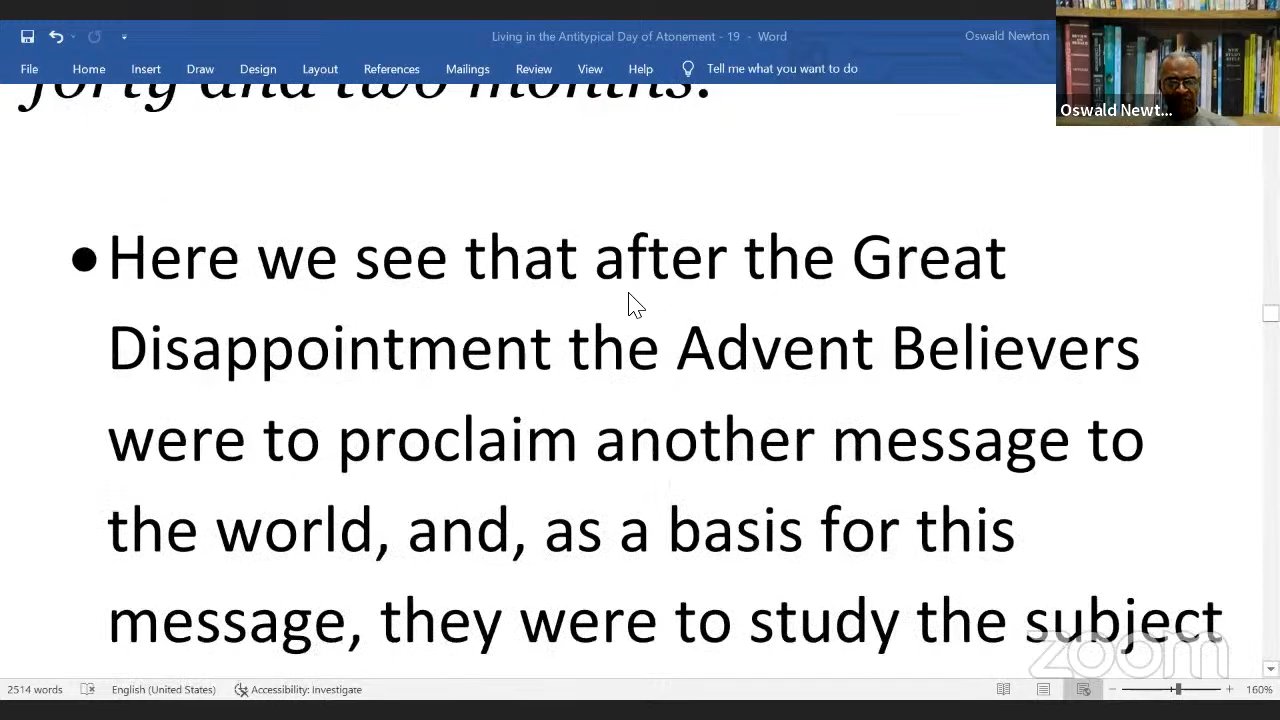 Living in the Antitypical Day of Atonement - 19 - Word
Oswald Newton
File Home Insert Draw Design Layout References Mailings Review View Help Tell me what you want to do
Oswald Newt...
forty and two months.
•Here we see that after the Great
Disappointment the Advent Believers
were to proclaim another message to
the world, and, as a basis for this
message, they were to study the subject
zoom
2514 words English (United States) Accessibility: Investigate 160%